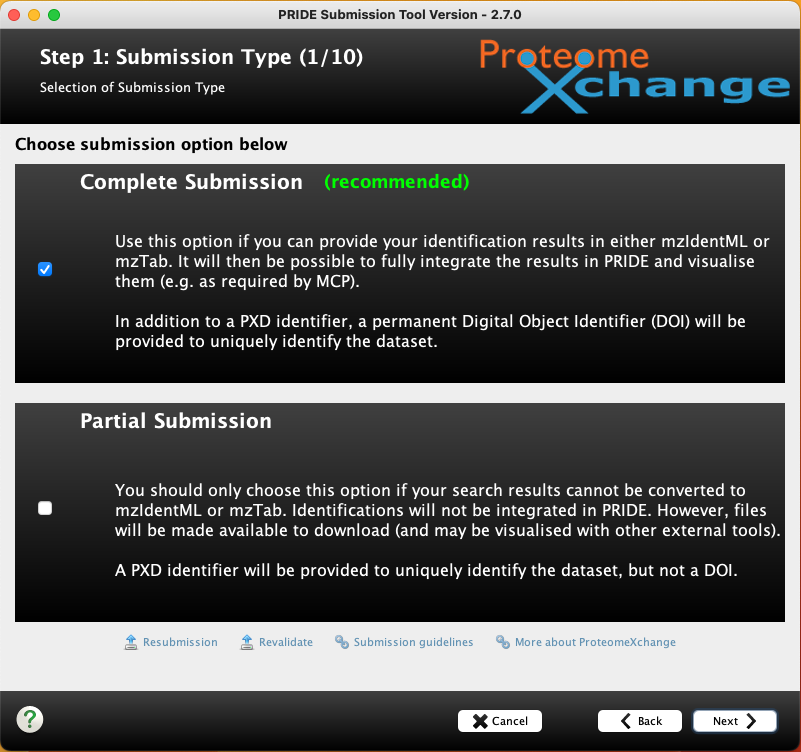 PRIDE Submission Tool Version - 2.7.0
Step 1: Submission Type (1/10)
Selection of Submission Type
Proteome
Xchange
Choose submission option below
Complete Submission (recommended)
Use this option if you can provide your identification results in either mzIdentML or
mzTab. It will then be possible to fully integrate the results in PRIDE and visualise
them (e.g. as required by MCP).
In addition to a PXD identifier, a permanent Digital Object Identifier (DOI) will be
provided to uniquely identify the dataset.
Partial Submission
You should only choose this option if your search results cannot be converted to
mzIdentML or mzTab. Identifications will not be integrated in PRIDE. However, files
will be made available to download (and may be visualised with other external tools).
A PXD identifier will be provided to uniquely identify the dataset, but not a DOI.
Resubmission Revalidate Submission guidelines More about ProteomeXchange
? Cancel Back Next